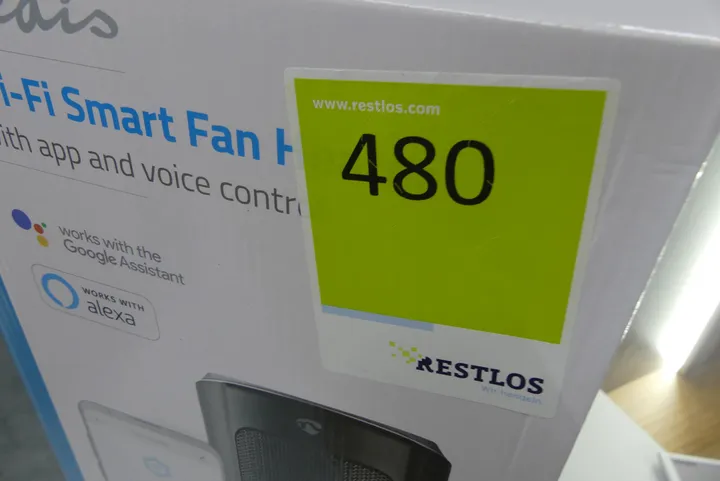 edis
i-Fi Smart Fan H
ith app and voice contr
works with the
Google Assistant
WORKS WITH
alexa
www.restlos.com
480
RESTLOS